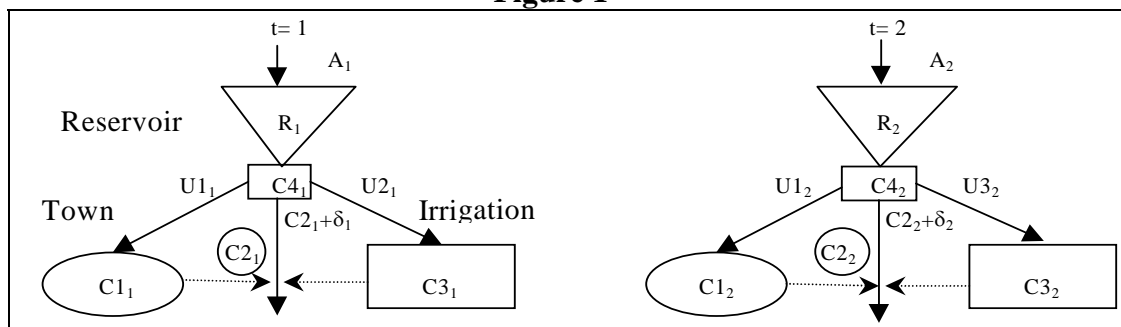 Figure 1
t= 1
A₁
Reservoir
R₁
U1₁
C4₁
U2₁
Town
C2₁+δ₁
Irrigation
C2₁
C1₁
C3₁
t= 2
A₂
R₂
U1₂
C4₂
U3₂
C2₂+δ₂
C2₂
C1₂
C3₂